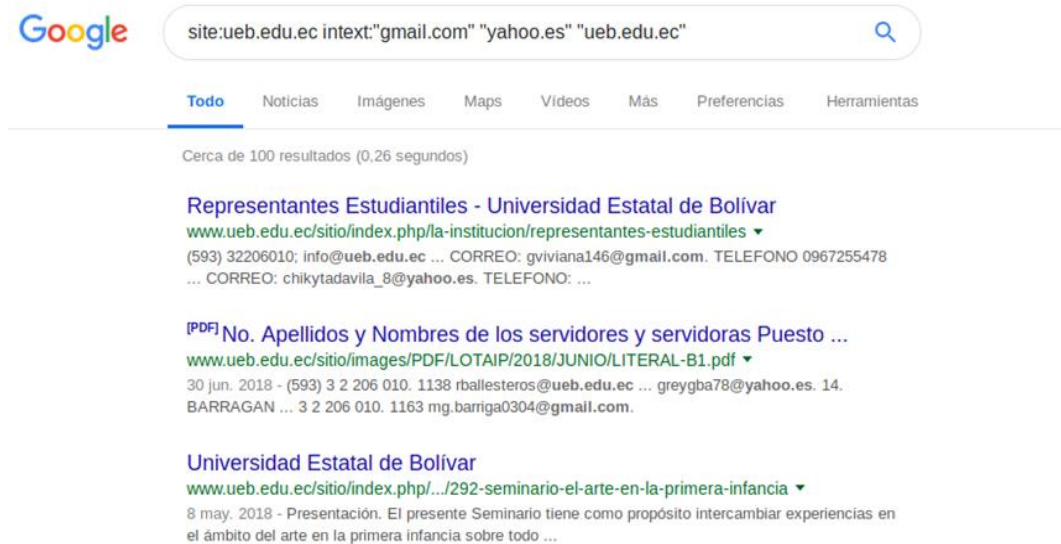 Google
site:ueb.edu.ec intext:"gmail.com" "yahoo.es" "ueb.edu.ec"
Todo Noticias Imágenes Maps Vídeos Más Preferencias Herramientas
Cerca de 100 resultados (0,26 segundos)
Representantes Estudiantiles - Universidad Estatal de Bolívar
www.ueb.edu.ec/sitio/index.php/la-institucion/representantes-estudiantiles
(593) 32206010; info@ueb.edu.ec ... CORREO: gviviana146@gmail.com. TELEFONO 0967255478
... CORREO: chikytadavila_8@yahoo.es. TELEFONO: ...
[PDF] No. Apellidos y Nombres de los servidores y servidoras Puesto ...
www.ueb.edu.ec/sitio/images/PDF/LOTAIP/2018/JUNIO/LITERAL-B1.pdf
30 jun. 2018 - (593) 3 2 206 010. 1138 rballesteros@ueb.edu.ec ... greygba78@yahoo.es. 14.
BARRAGAN ... 3 2 206 010. 1163 mg.barriga0304@gmail.com.
Universidad Estatal de Bolívar
www.ueb.edu.ec/sitio/index.php/.../292-seminario-el-arte-en-la-primera-infancia
8 may. 2018 - Presentación. El presente Seminario tiene como propósito intercambiar experiencias en
el ámbito del arte en la primera infancia sobre todo ...